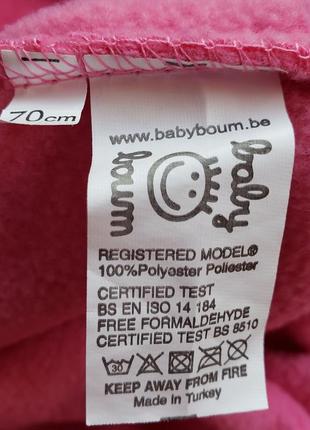 70cm
www.babyboum.be
baby
boum
REGISTERED MODEL®
100%Polyester Poliester
CERTIFIED TEST
BS EN ISO 14 184
FREE FORMALDEHYDE
CERTIFIED TEST BS 8510
30
KEEP AWAY FROM FIRE
Made in Turkey